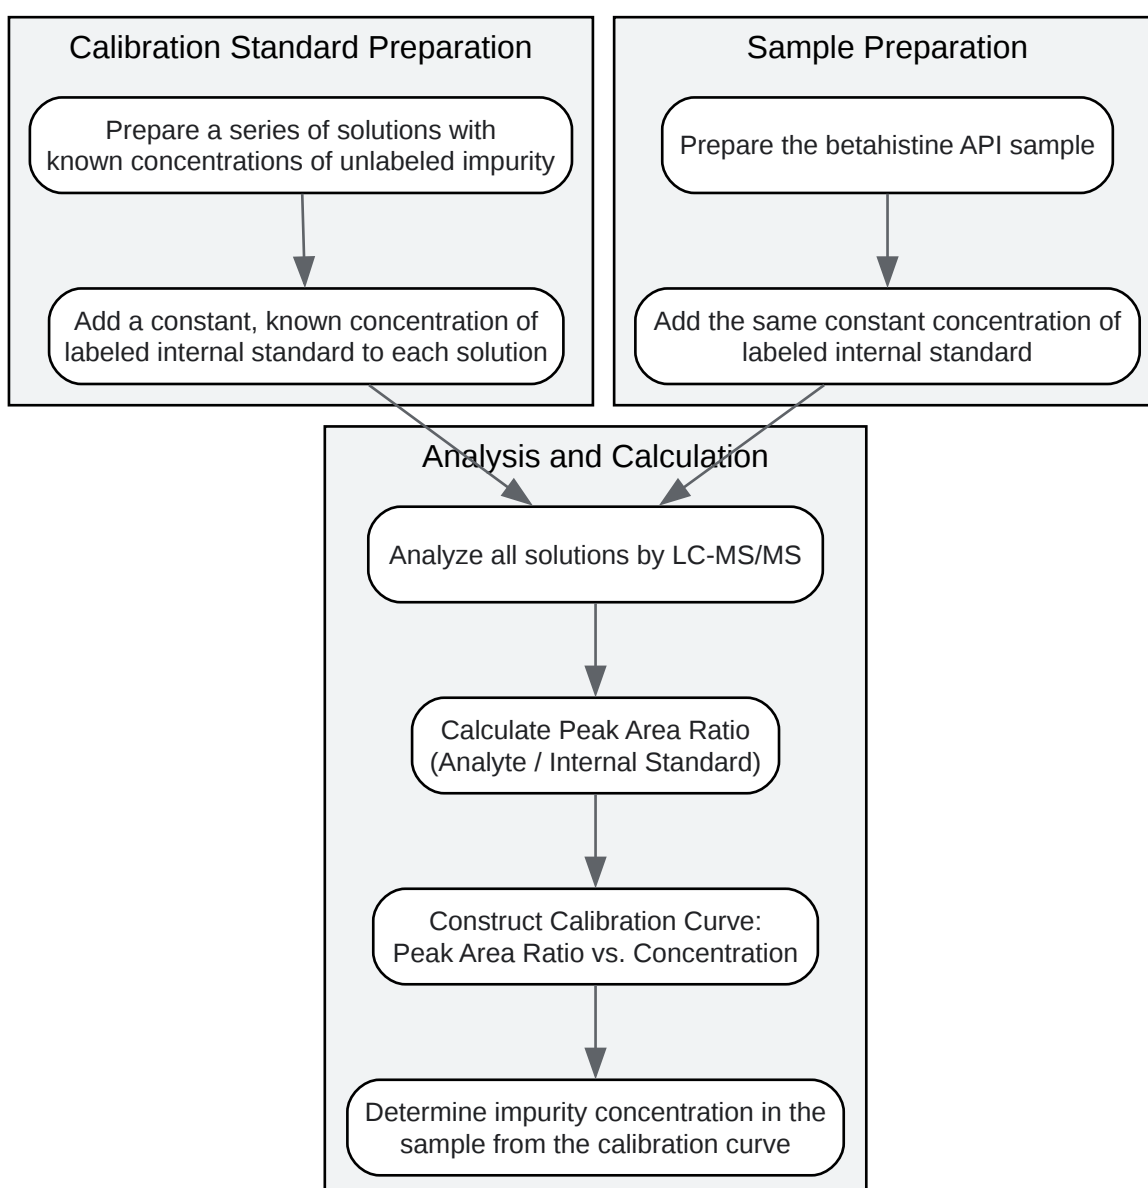 Calibration Standard Preparation
Prepare a series of solutions with
known concentrations of unlabeled impurity
Add a constant, known concentration of
labeled internal standard to each solution
Sample Preparation
Prepare the betahistine API sample
Add the same constant concentration of
labeled internal standard
Analysis and Calculation
Analyze all solutions by LC-MS/MS
Calculate Peak Area Ratio
(Analyte / Internal Standard)
Construct Calibration Curve:
Peak Area Ratio vs. Concentration
Determine impurity concentration in the
sample from the calibration curve